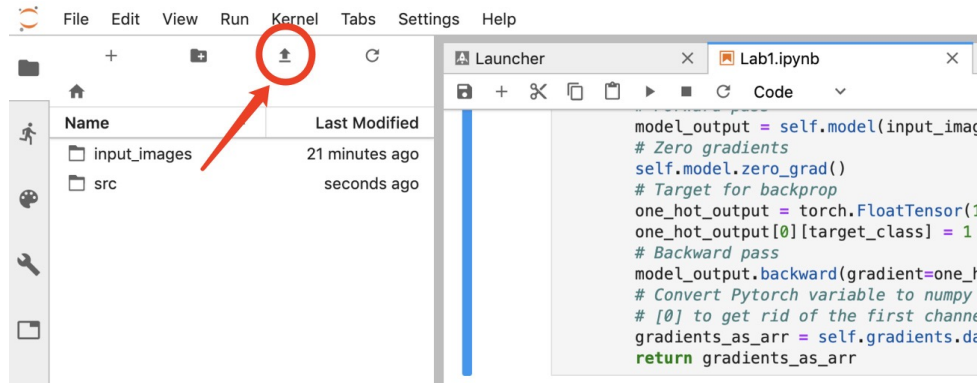 File Edit View Run Kernel Tabs Settings Help
Launcher
Lab1.ipynb
Code
Name Last Modified
input_images 21 minutes ago
src seconds ago
model_output = self.model(input_imag
# Zero gradients
self.model.zero_grad()
# Target for backprop
one_hot_output = torch.FloatTensor(1
one_hot_output[0][target_class] = 1
# Backward pass
model_output.backward(gradient=one_h
# Convert Pytorch variable to numpy
# [0] to get rid of the first channe
gradients_as_arr = self.gradients.da
return gradients_as_arr